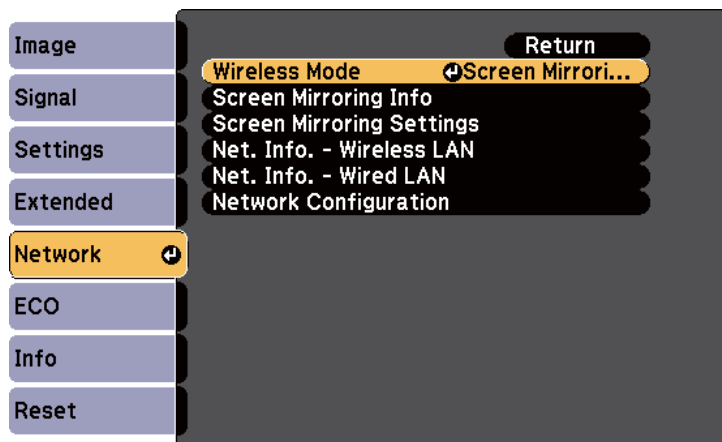 Image
Signal
Settings
Extended
Network
ECO
Info
Reset
Return
Wireless Mode Screen Mirrori...
Screen Mirroring Info
Screen Mirroring Settings
Net. Info. - Wireless LAN
Net. Info. - Wired LAN
Network Configuration